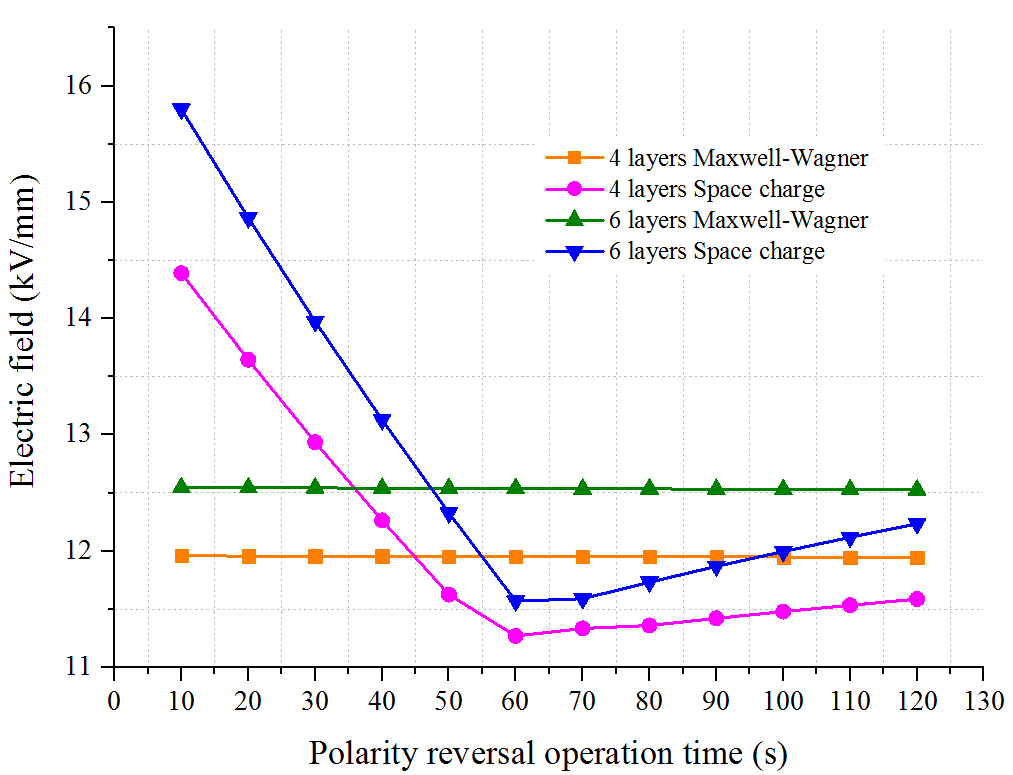 Electric field (kV/mm)
16
15
14
13
12
11
4 layers Maxwell-Wagner
4 layers Space charge
6 layers Maxwell-Wagner
6 layers Space charge
0 10 20 30 40 50 60 70 80 90 100 110 120 130
Polarity reversal operation time (s)